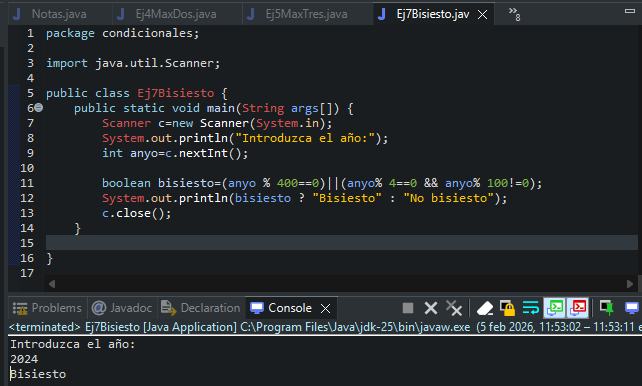 Notas.java Ej4MaxDos.java Ej5MaxTres.java Ej7Bisiesto.jav »8
1 package condicionales;
2
3 import java.util.Scanner;
4
5 public class Ej7Bisiesto {
6 public static void main(String args[]) {
7 Scanner c=new Scanner(System.in);
8 System.out.println("Introduzca el año:");
9 int anyo=c.nextInt();
10
11 boolean bisiesto=(anyo % 400==0)||(anyo% 4==0 && anyo% 100!=0);
12 System.out.println(bisiesto ? "Bisiesto" : "No bisiesto");
13 c.close();
14 }
15
16 }
17
Problems Javadoc Declaration Console
<terminated> Ej7Bisiesto [Java Application] C:\Program Files\Java\jdk-25\bin\javaw.exe (5 feb 2026, 11:53:02 – 11:53:11 e
Introduzca el año:
2024
Bisiesto